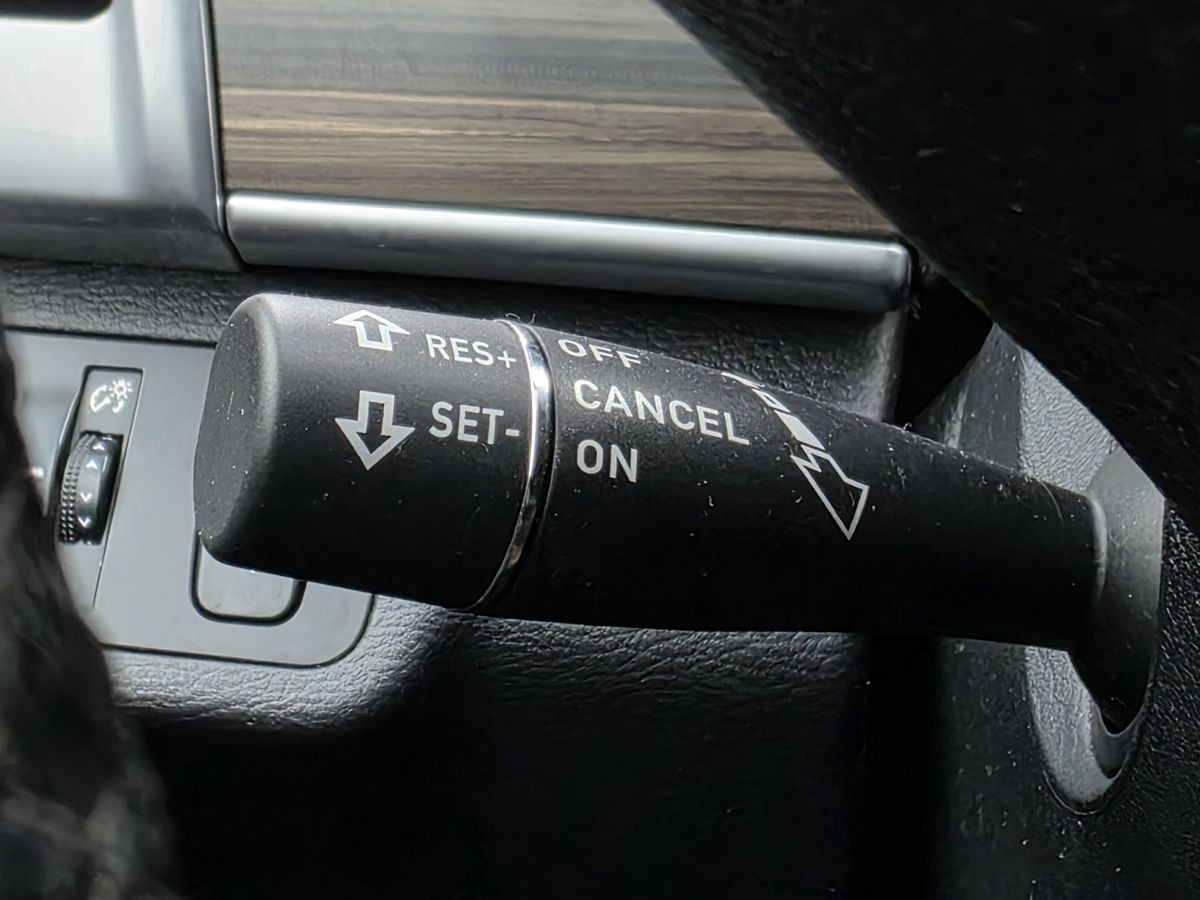 RES+
SET-
OFF
CANCEL
ON